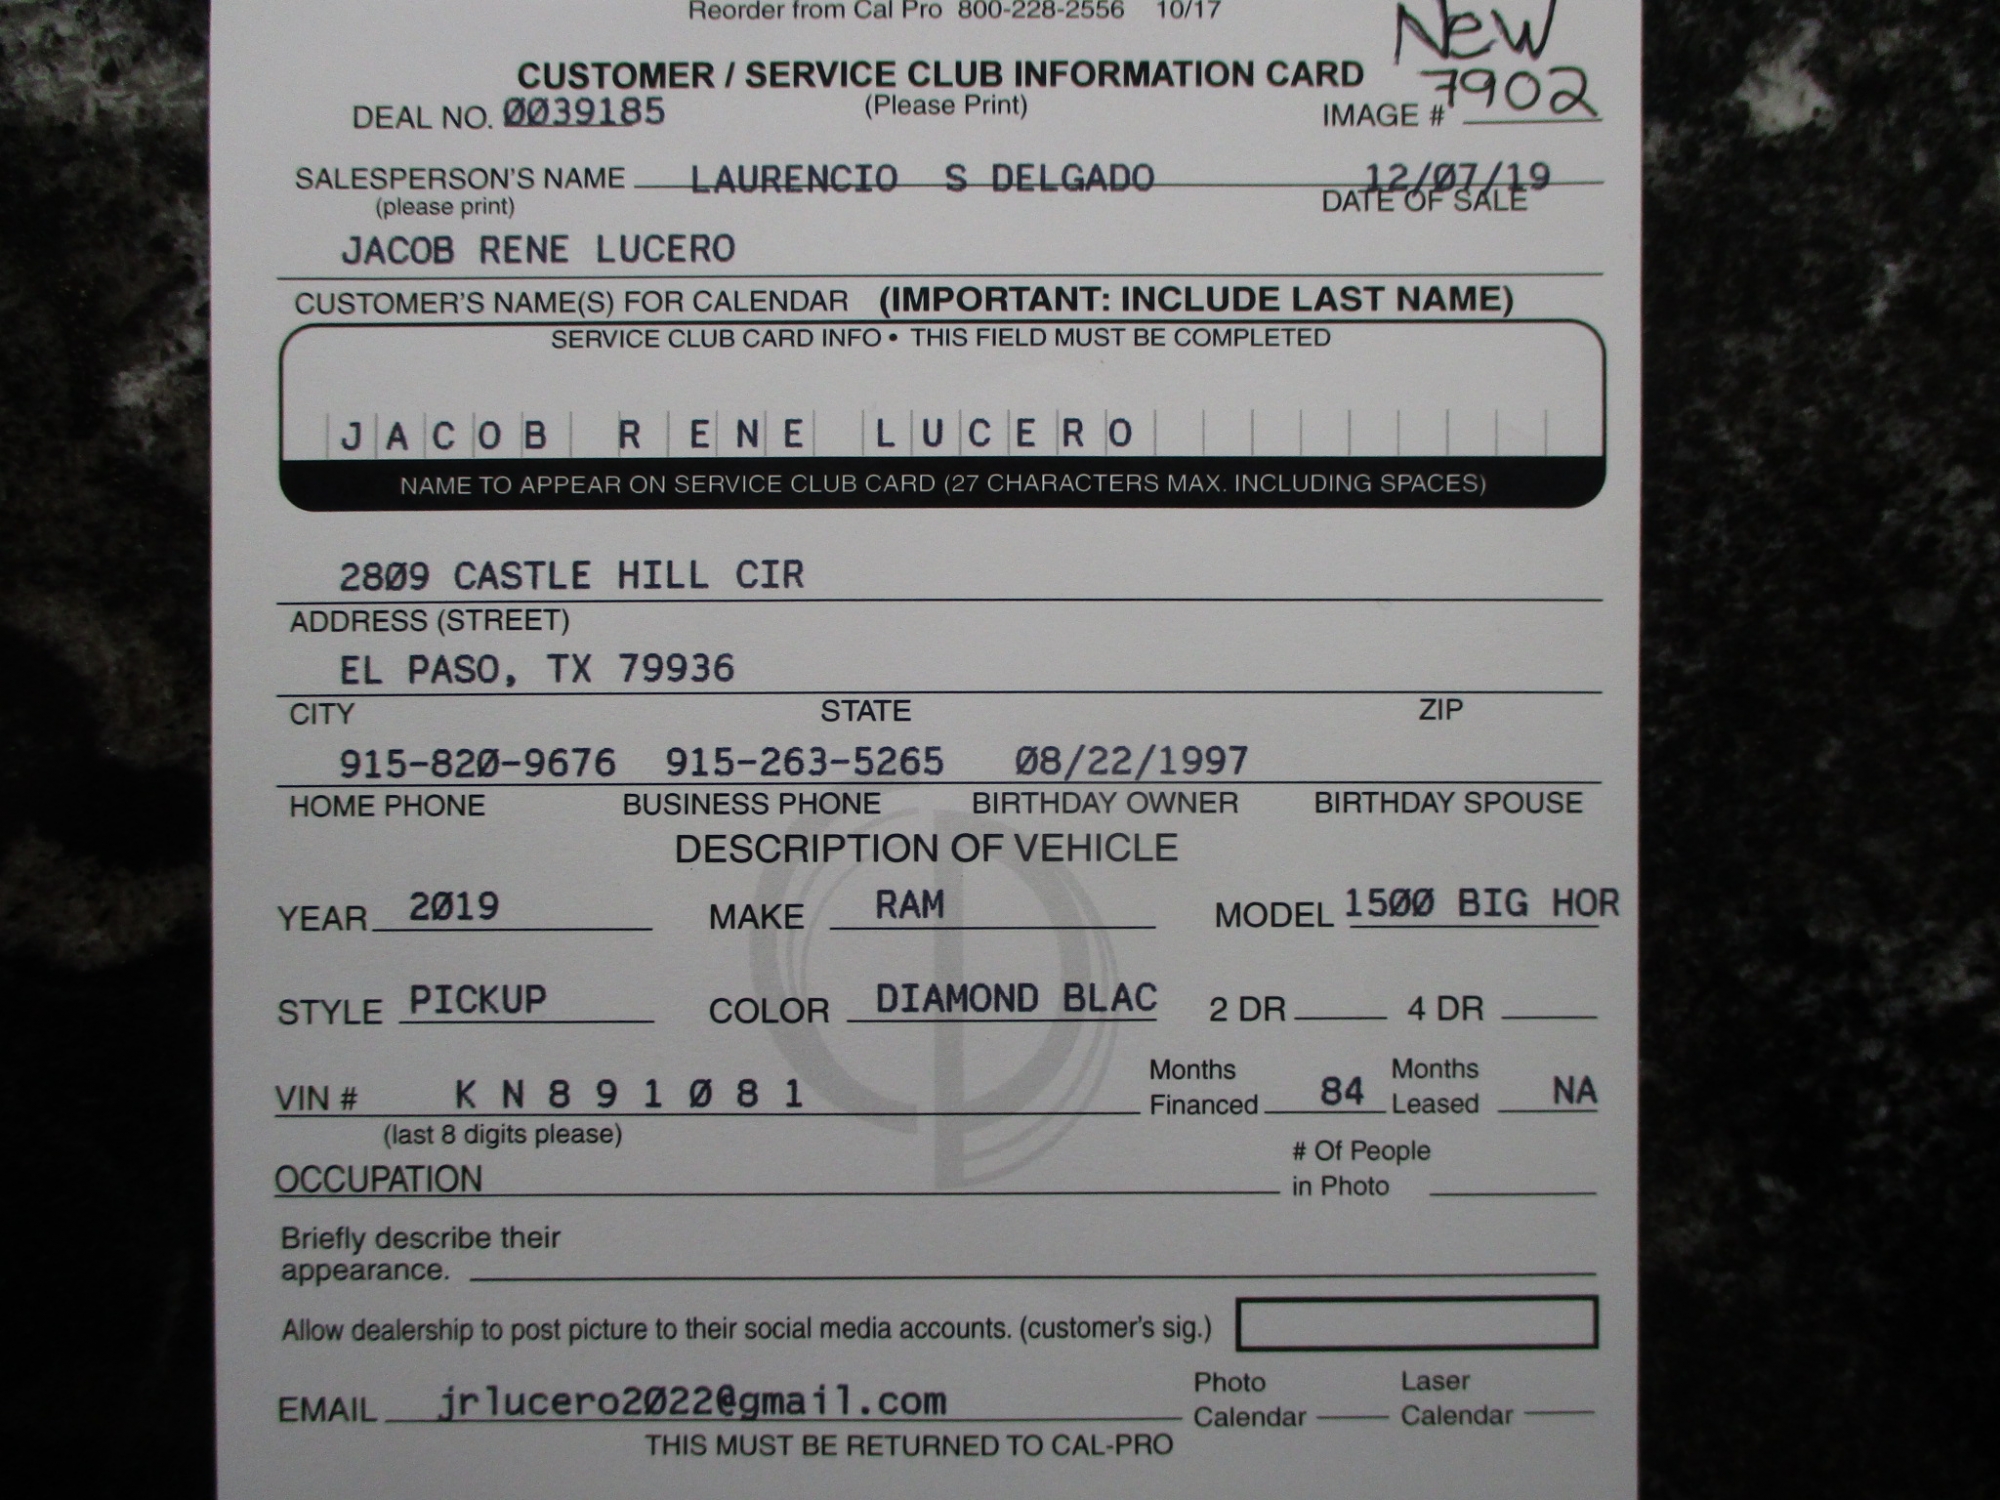 Reorder from Cal Pro 800-228-2556 10/17
New
CUSTOMER / SERVICE CLUB INFORMATION CARD
DEAL NO. 0039185 (Please Print) IMAGE # 7902
SALESPERSON'S NAME LAURENCIO S DELGADO 12/07/19
(please print) DATE OF SALE
JACOB RENE LUCERO
CUSTOMER'S NAME(S) FOR CALENDAR (IMPORTANT: INCLUDE LAST NAME)
SERVICE CLUB CARD INFO • THIS FIELD MUST BE COMPLETED
JACOB RENE LUCERO
NAME TO APPEAR ON SERVICE CLUB CARD (27 CHARACTERS MAX. INCLUDING SPACES)
2809 CASTLE HILL CIR
ADDRESS (STREET)
EL PASO, TX 79936
CITY STATE ZIP
915-820-9676 915-263-5265 08/22/1997
HOME PHONE BUSINESS PHONE BIRTHDAY OWNER BIRTHDAY SPOUSE
DESCRIPTION OF VEHICLE
YEAR 2019 MAKE RAM MODEL 1500 BIG HOR
STYLE PICKUP COLOR DIAMOND BLAC 2 DR 4 DR
VIN # KN891081 Months Financed 84 Months Leased NA
(last 8 digits please)
OCCUPATION # Of People in Photo
Briefly describe their
appearance.
Allow dealership to post picture to their social media accounts. (customer's sig.)
EMAIL jrlucero2022@gmail.com Photo Calendar Laser Calendar
THIS MUST BE RETURNED TO CAL-PRO